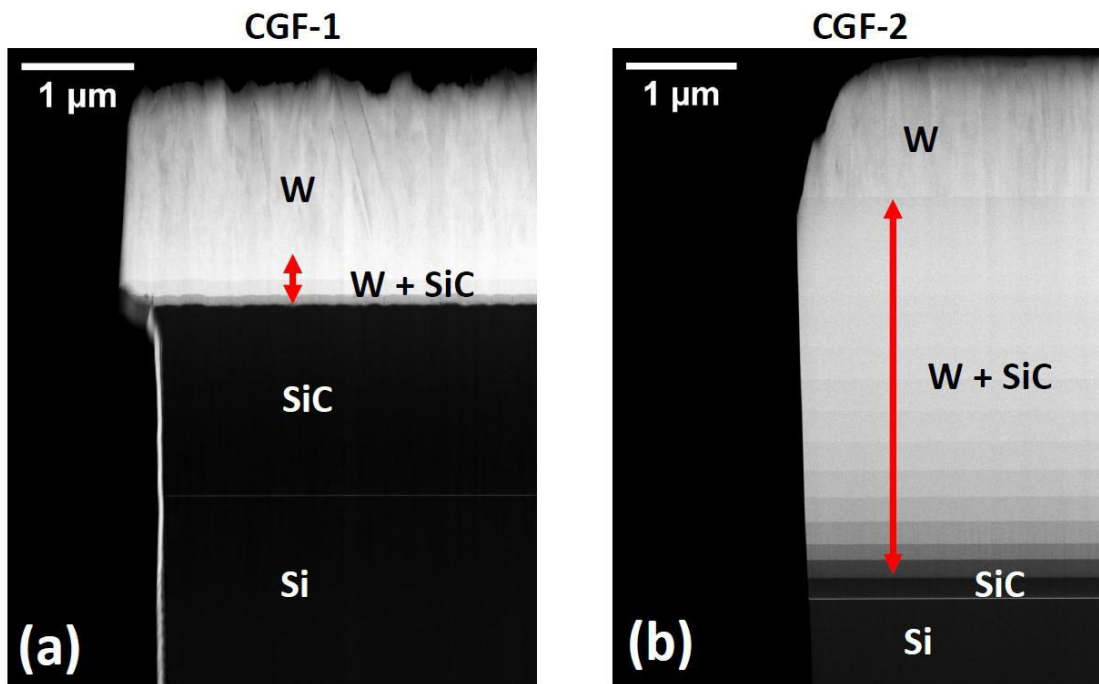 CGF-1
1 µm
W
W + SiC
SiC
Si
(a)
CGF-2
1 µm
W
W + SiC
SiC
Si
(b)